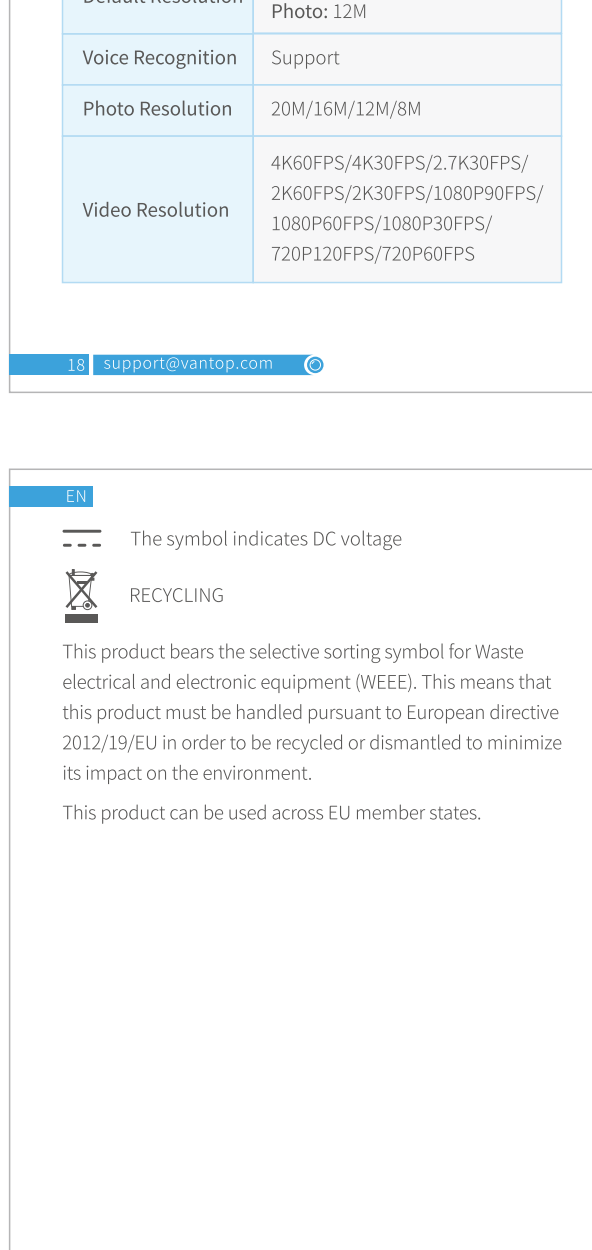 Default Resolution
Photo: 12M
Voice Recognition
Support
Photo Resolution
20M/16M/12M/8M
Video Resolution
4K60FPS/4K30FPS/2.7K30FPS/
2K60FPS/2K30FPS/1080P90FPS/
1080P60FPS/1080P30FPS/
720P120FPS/720P60FPS
18 support@vantop.com
EN
The symbol indicates DC voltage
RECYCLING
This product bears the selective sorting symbol for Waste
electrical and electronic equipment (WEEE). This means that
this product must be handled pursuant to European directive
2012/19/EU in order to be recycled or dismantled to minimize
its impact on the environment.
This product can be used across EU member states.